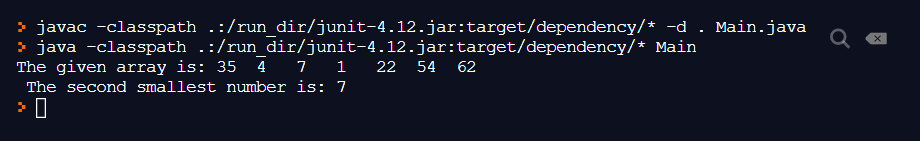 > javac -classpath .:/run_dir/junit-4.12.jar:target/dependency/* -d . Main.java
> java -classpath .:/run_dir/junit-4.12.jar:target/dependency/* Main
The given array is: 35  4   7   1   22  54  62
 The second smallest number is: 7
>